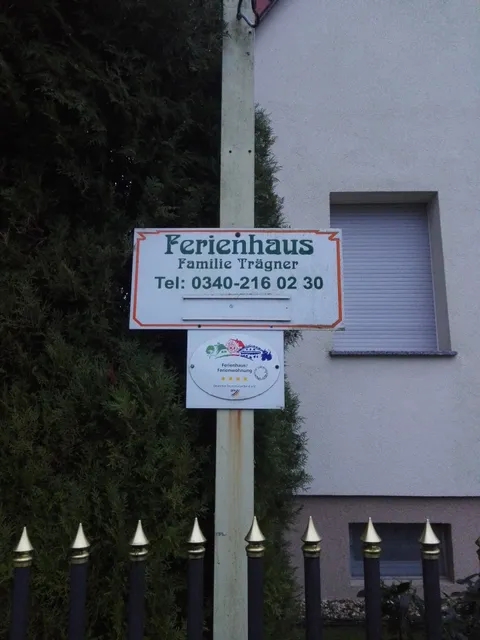 Ferienhaus
Familie Trägner
Tel: 0340-216 02 30
Ferienhaus/
Ferienwohnung